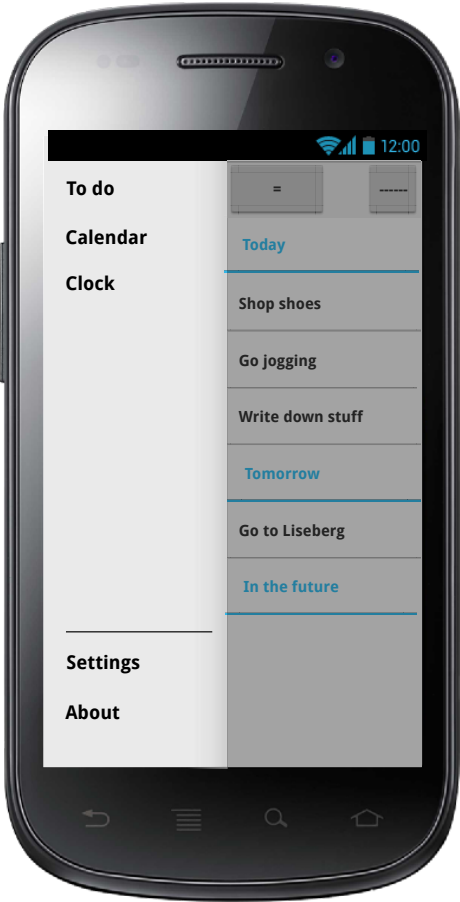 12:00
To do
Calendar
Clock
Settings
About
=
------
Today
Shop shoes
Go jogging
Write down stuff
Tomorrow
Go to Liseberg
In the future